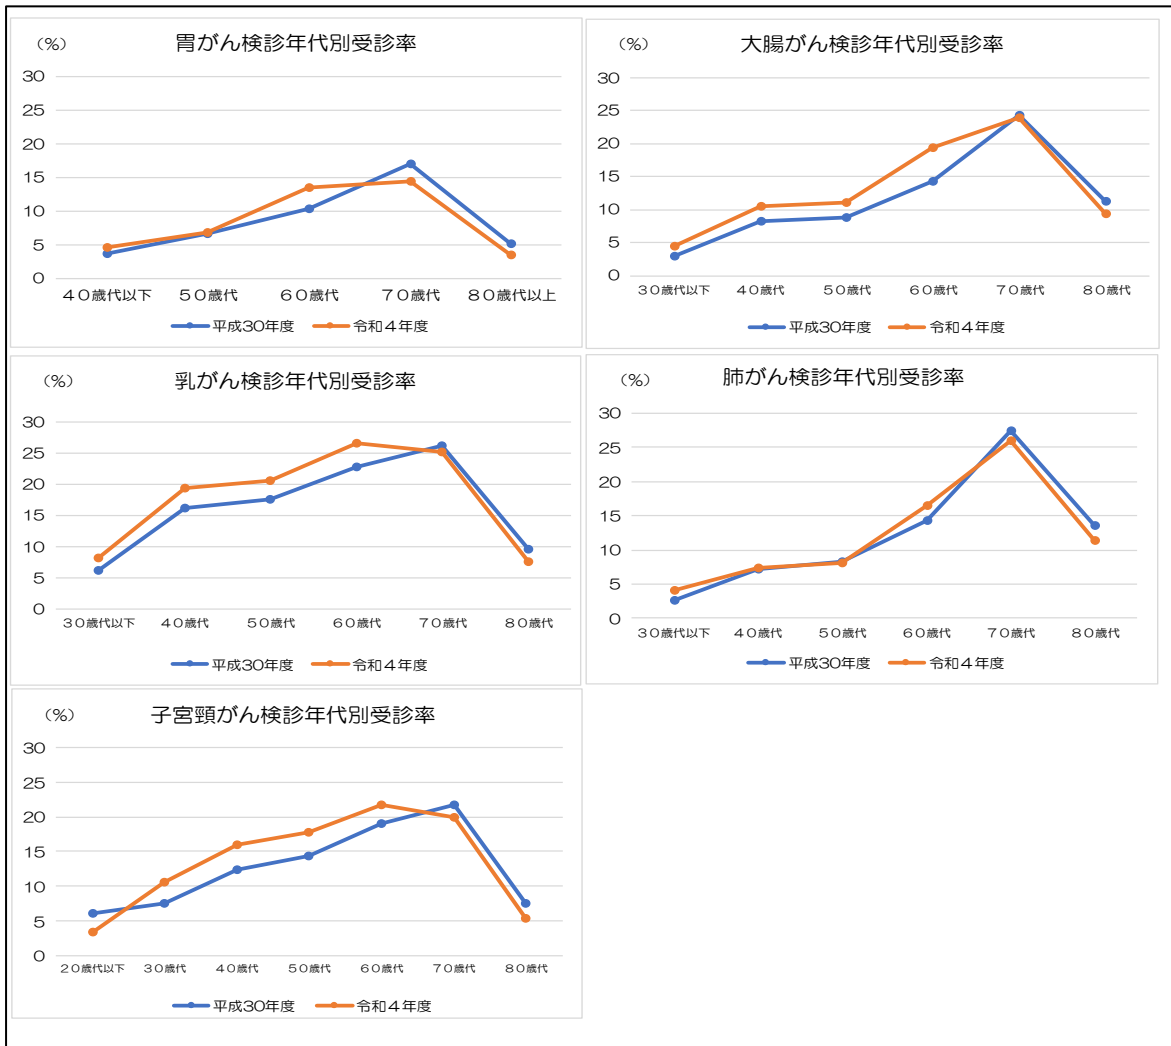 （%）
胃がん検診年代別受診率
30
25
20
15
10
5
0
４０歳代以下 ５０歳代 ６０歳代 ７０歳代 ８０歳代以上
平成30年度 令和４年度
大腸がん検診年代別受診率
（%）
30
25
20
15
10
5
0
３０歳代以下 ４０歳代 ５０歳代 ６０歳代 ７０歳代 ８０歳代
平成30年度 令和４年度
（%）
乳がん検診年代別受診率
30
25
20
15
10
5
0
３０歳代以下 ４０歳代 ５０歳代 ６０歳代 ７０歳代 ８０歳代
平成30年度 令和４年度
（%）
肺がん検診年代別受診率
30
25
20
15
10
5
0
３０歳代以下 ４０歳代 ５０歳代 ６０歳代 ７０歳代 ８０歳代
平成30年度 令和４年度
（%）
子宮頸がん検診年代別受診率
30
25
20
15
10
5
0
２０歳代以下 ３０歳代 ４０歳代 ５０歳代 ６０歳代 ７０歳代 ８０歳代
平成30年度 令和４年度